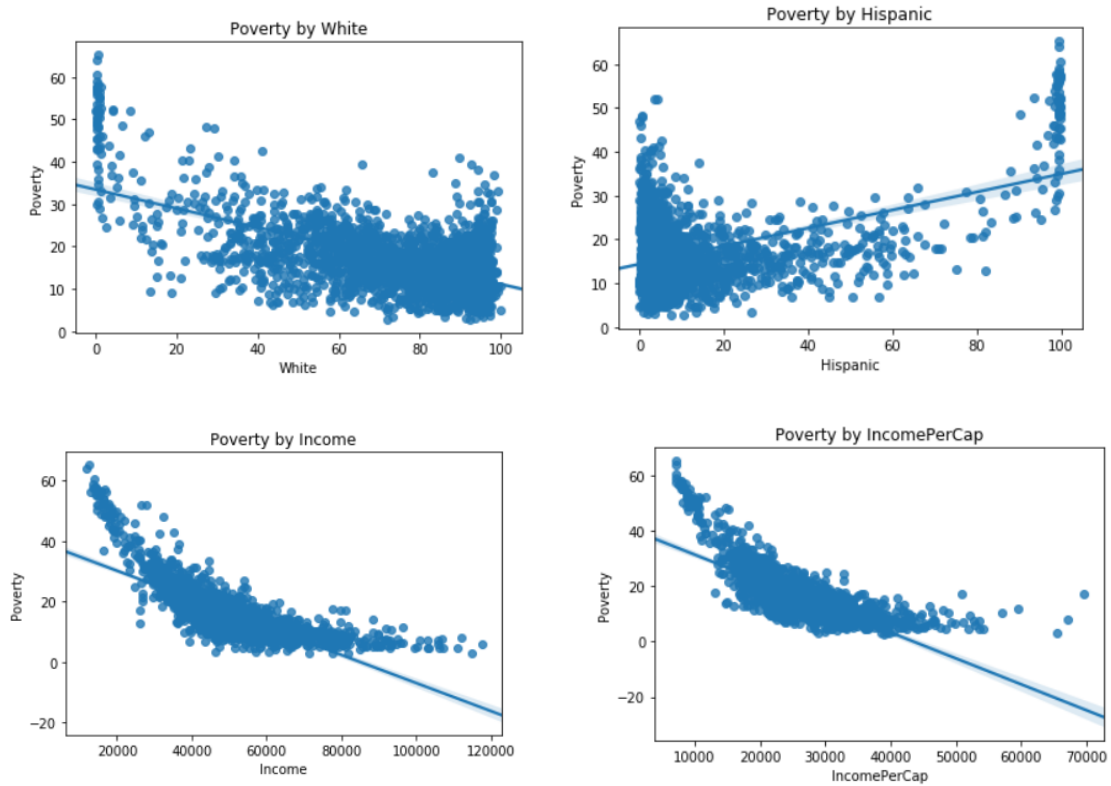 Poverty by White
60
50
40
30
20
10
0
Poverty
0 20 40 60 80 100
White
Poverty by Hispanic
60
50
40
30
20
10
0
Poverty
0 20 40 60 80 100
Hispanic
Poverty by Income
60
40
20
0
−20
Poverty
20000 40000 60000 80000 100000 120000
Income
Poverty by IncomePerCap
60
40
20
0
−20
Poverty
10000 20000 30000 40000 50000 60000 70000
IncomePerCap